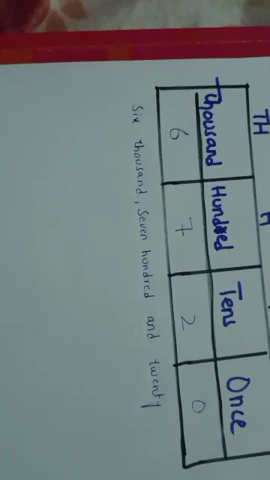 TH H
Thousand Hundred Tens Once
6 7 2 0
Six thousand, Seven hundred and twenty